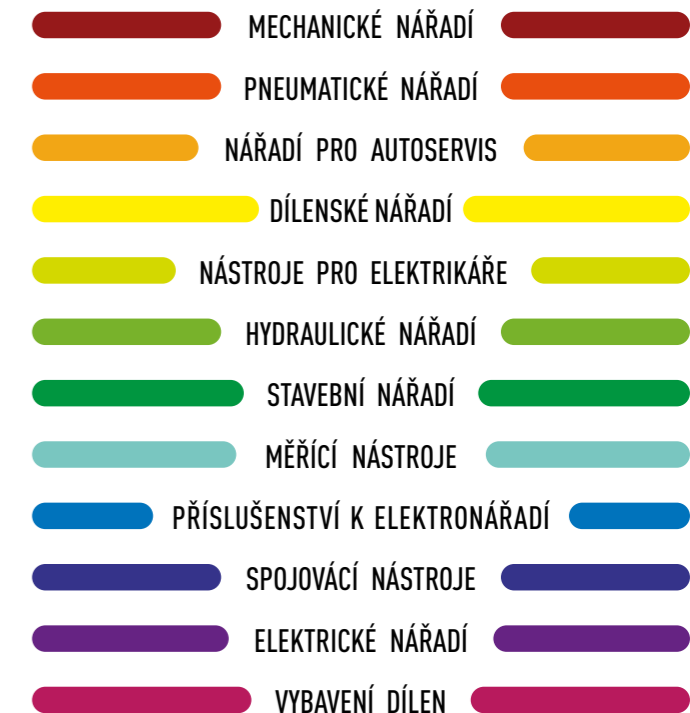 MECHANICKÉ NÁŘADÍ
PNEUMATICKÉ NÁŘADÍ
NÁŘADÍ PRO AUTOSERVIS
DÍLENSKÉ NÁŘADÍ
NÁSTROJE PRO ELEKTRIKÁŘE
HYDRAULICKÉ NÁŘADÍ
STAVEBNÍ NÁŘADÍ
MĚŘÍCÍ NÁSTROJE
PŘÍSLUŠENSTVÍ K ELEKTRONÁŘADÍ
SPOJOVÁCÍ NÁSTROJE
ELEKTRICKÉ NÁŘADÍ
VYBAVENÍ DÍLEN